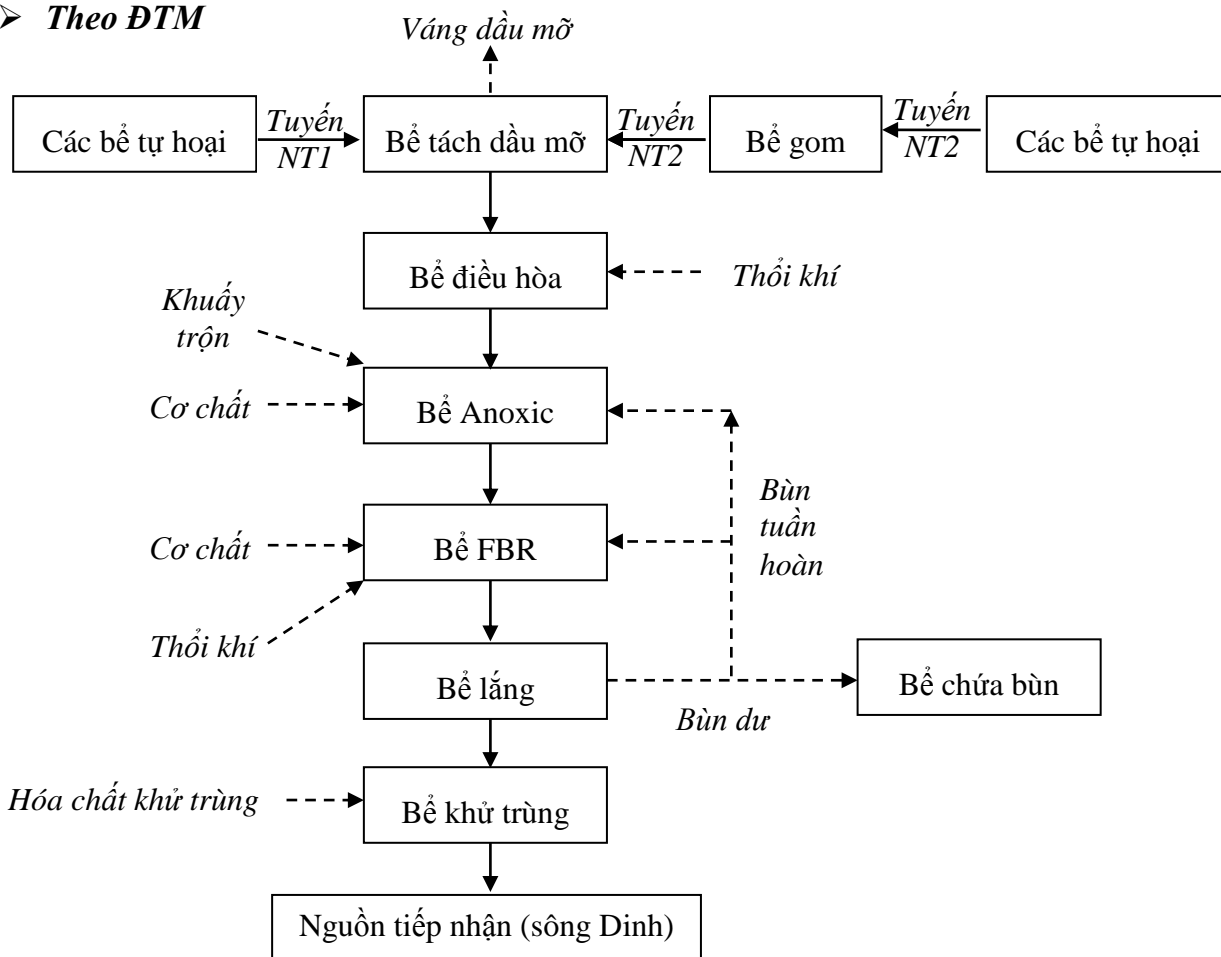 ➢ Theo ĐTM
Váng dầu mỡ
Các bể tự hoại
Tuyến
NT1
Bể tách dầu mỡ
Tuyến
NT2
Bể gom
Tuyến
NT2
Các bể tự hoại
Bể điều hòa
Thổi khí
Khuấy
trộn
Cơ chất
Bể Anoxic
Bùn
tuần
hoàn
Cơ chất
Bể FBR
Thổi khí
Bể lắng
Bùn dư
Bể chứa bùn
Hóa chất khử trùng
Bể khử trùng
Nguồn tiếp nhận (sông Dinh)